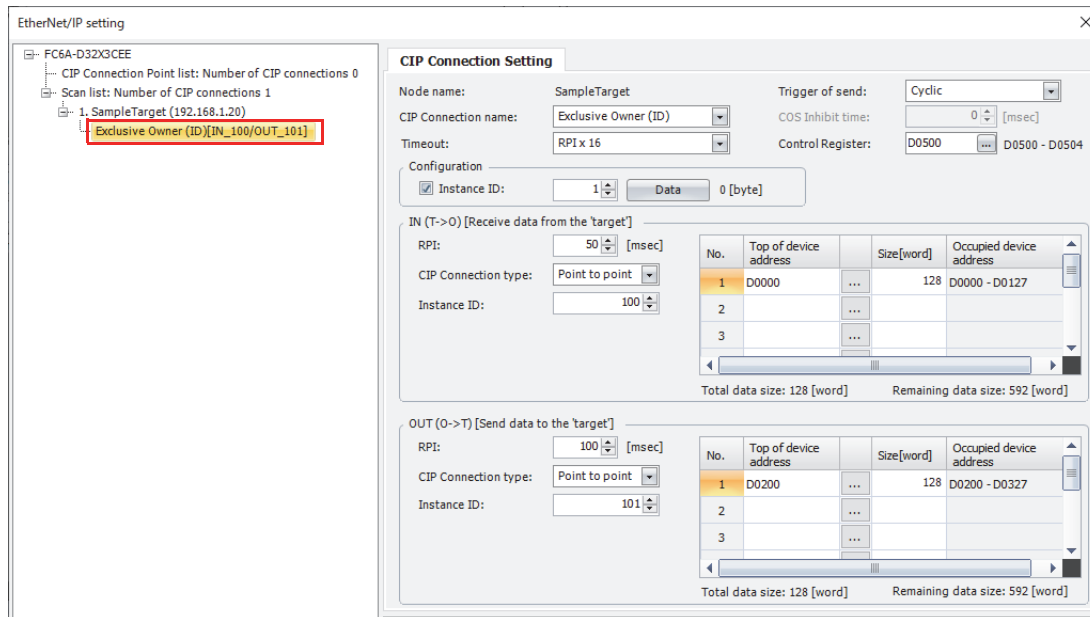 EtherNet/IP setting
FC6A-D32X3CEE
CIP Connection Point list: Number of CIP connections 0
Scan list: Number of CIP connections 1
1. SampleTarget (192.168.1.20)
Exclusive Owner (ID)[IN_100/OUT_101]
CIP Connection Setting
Node name: SampleTarget Trigger of send: Cyclic
CIP Connection name: Exclusive Owner (ID) COS Inhibit time: 0 [msec]
Timeout: RPI x 16 Control Register: D0500 ... D0500 - D0504
Configuration
Instance ID: 1 Data 0 [byte]
IN (T->O) [Receive data from the 'target']
RPI: 50 [msec]
CIP Connection type: Point to point
Instance ID: 100
No. Top of device address Size[word] Occupied device address
1 D0000 ... 128 D0000 - D0127
2 ...
3 ...
Total data size: 128 [word] Remaining data size: 592 [word]
OUT (O->T) [Send data to the 'target']
RPI: 100 [msec]
CIP Connection type: Point to point
Instance ID: 101
No. Top of device address Size[word] Occupied device address
1 D0200 ... 128 D0200 - D0327
2 ...
3 ...
Total data size: 128 [word] Remaining data size: 592 [word]